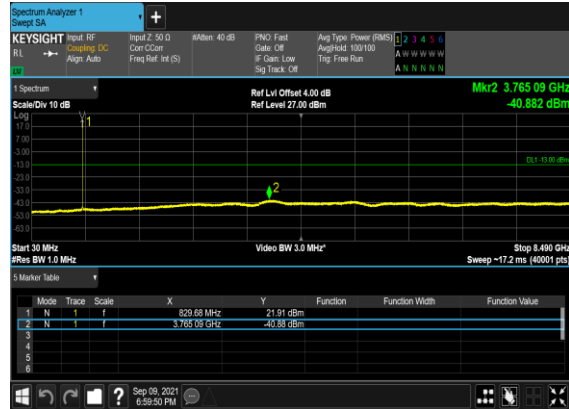 Spectrum Analyzer 1
Swept SA
+
KEYSIGHT Input: RF Input Z: 50 Ω #Atten: 40 dB PNO: Fast Avg Type: Power (RMS) 1 2 3 4 5 6
RL Coupling: DC Corr CCorr Gate: Off Avg|Hold: 100/100 A W W W W W
Align: Auto Freq Ref: Int (S) IF Gain: Low Trig: Free Run
Sig Track: Off A N N N N N
1 Spectrum Ref Lvl Offset 4.00 dB Mkr2 3.765 09 GHz
Scale/Div 10 dB Ref Level 27.00 dBm -40.882 dBm
Log
17.0
1
7.00
-3.00
-13.0 DL1 -13.00 dBm
-23.0
-33.0 2
-43.0
-53.0
-63.0
Start 30 MHz Video BW 3.0 MHz* Stop 8.490 GHz
#Res BW 1.0 MHz Sweep ~17.2 ms (40001 pts)
5 Marker Table
Mode Trace Scale X Y Function Function Width Function Value
1 N 1 f 829.68 MHz 21.91 dBm
2 N 1 f 3.765 09 GHz -40.88 dBm
3
4
5
6
? Sep 09, 2021
6:59:50 PM